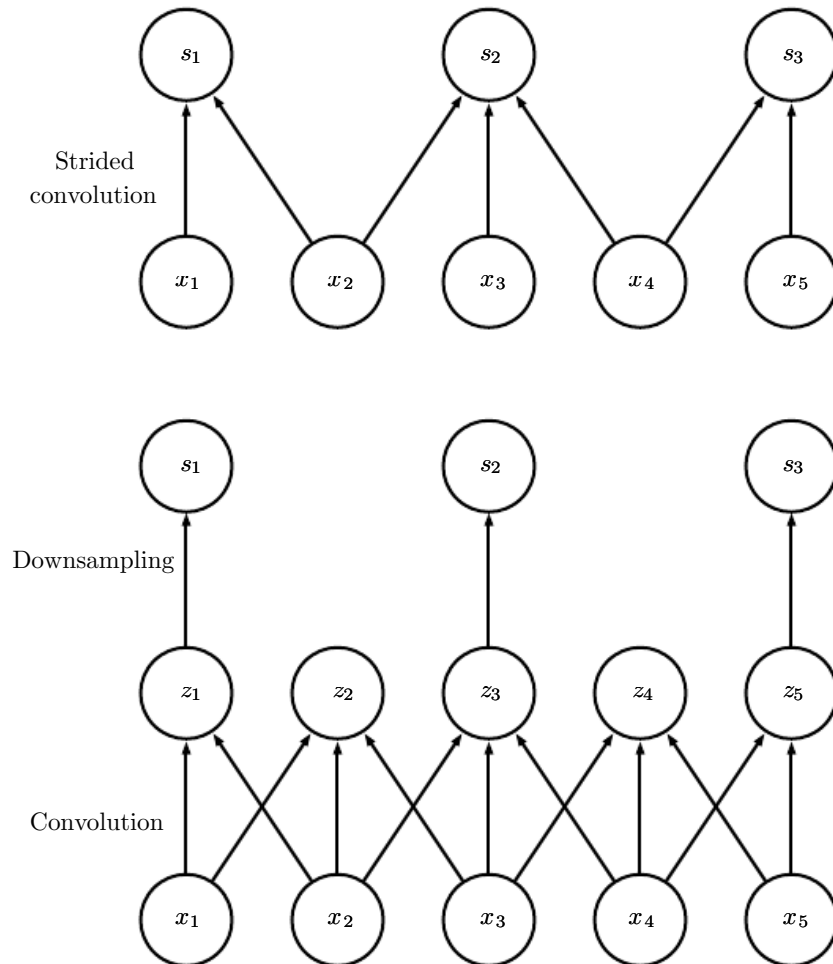 s₁ s₂ s₃
Strided
convolution
x₁ x₂ x₃ x₄ x₅
s₁ s₂ s₃
Downsampling
z₁ z₂ z₃ z₄ z₅
Convolution
x₁ x₂ x₃ x₄ x₅